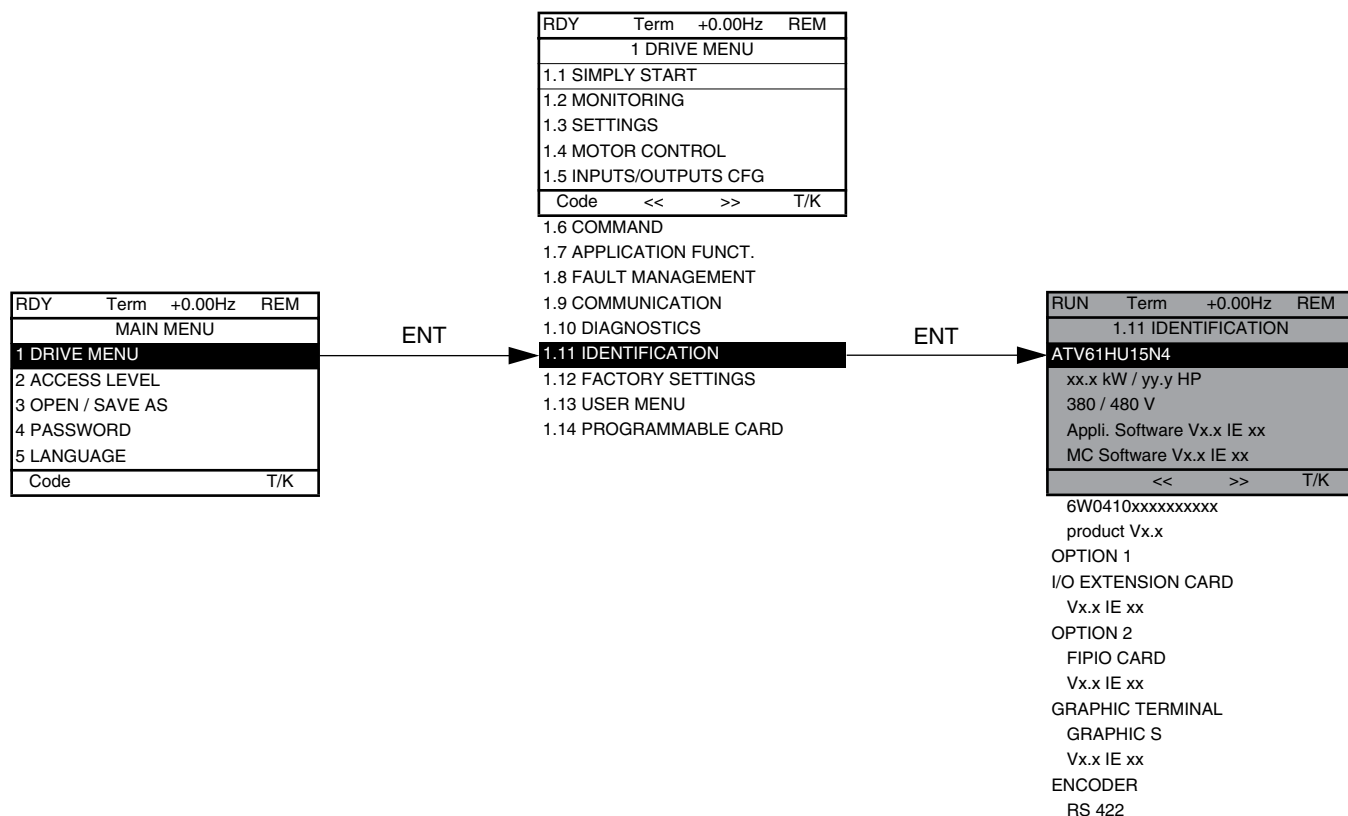 RDY Term +0.00Hz REM
MAIN MENU
1 DRIVE MENU
2 ACCESS LEVEL
3 OPEN / SAVE AS
4 PASSWORD
5 LANGUAGE
Code T/K
ENT
RDY Term +0.00Hz REM
1 DRIVE MENU
1.1 SIMPLY START
1.2 MONITORING
1.3 SETTINGS
1.4 MOTOR CONTROL
1.5 INPUTS/OUTPUTS CFG
Code << >> T/K
1.6 COMMAND
1.7 APPLICATION FUNCT.
1.8 FAULT MANAGEMENT
1.9 COMMUNICATION
1.10 DIAGNOSTICS
1.11 IDENTIFICATION
1.12 FACTORY SETTINGS
1.13 USER MENU
1.14 PROGRAMMABLE CARD
ENT
RUN Term +0.00Hz REM
1.11 IDENTIFICATION
ATV61HU15N4
xx.x kW / yy.y HP
380 / 480 V
Appli. Software Vx.x IE xx
MC Software Vx.x IE xx
<< >> T/K
6W0410xxxxxxxxxx
product Vx.x
OPTION 1
I/O EXTENSION CARD
Vx.x IE xx
OPTION 2
FIPIO CARD
Vx.x IE xx
GRAPHIC TERMINAL
GRAPHIC S
Vx.x IE xx
ENCODER
RS 422